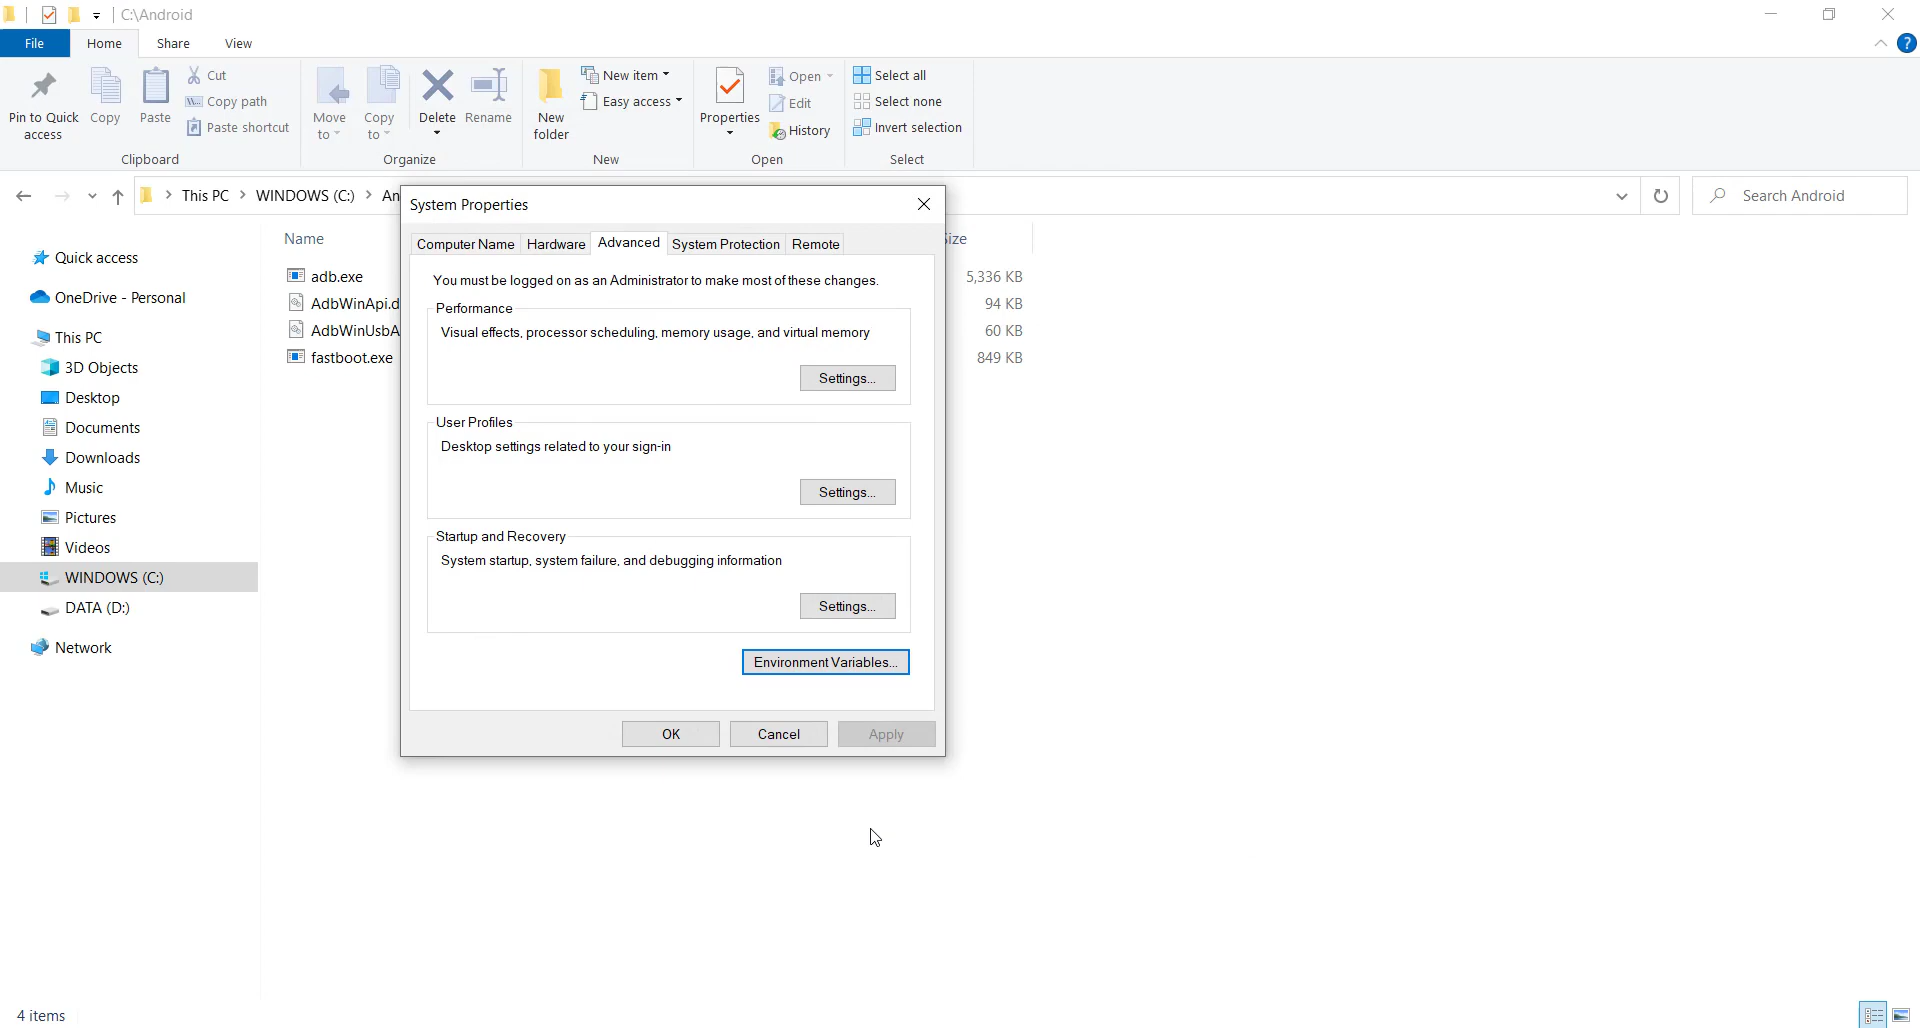 C:\Android
File Home Share View
Pin to Quick access
Copy
Paste
Cut
Copy path
Paste shortcut
Clipboard
Move to
Copy to
Delete
Rename
Organize
New folder
New item
Easy access
New
Properties
Open
Edit
History
Open
Select all
Select none
Invert selection
Select
This PC > WINDOWS (C:) > An
Search Android
Quick access
OneDrive - Personal
This PC
3D Objects
Desktop
Documents
Downloads
Music
Pictures
Videos
WINDOWS (C:)
DATA (D:)
Network
Name
adb.exe
AdbWinApi.d
AdbWinUsbA
fastboot.exe
System Properties
Computer Name Hardware Advanced System Protection Remote
You must be logged on as an Administrator to make most of these changes.
Performance
Visual effects, processor scheduling, memory usage, and virtual memory
Settings...
User Profiles
Desktop settings related to your sign-in
Settings...
Startup and Recovery
System startup, system failure, and debugging information
Settings...
Environment Variables...
OK Cancel Apply
Size
5,336 KB
94 KB
60 KB
849 KB
4 items